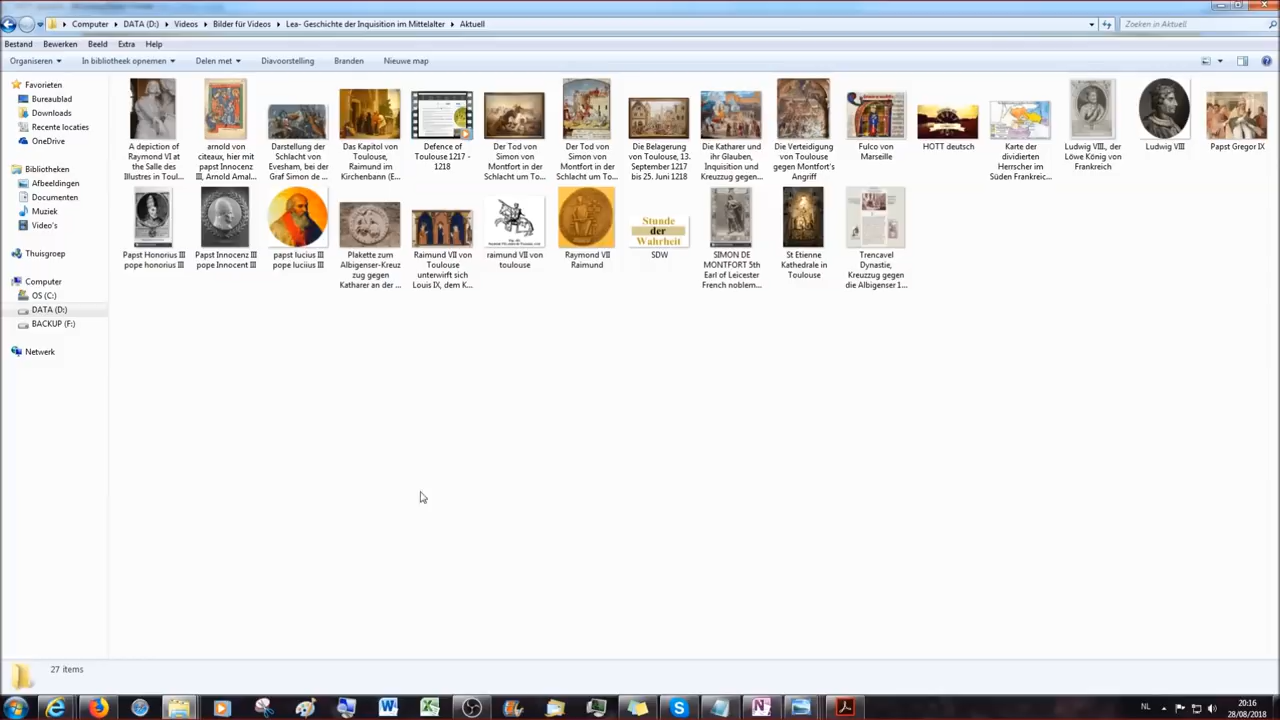 Computer ▸ DATA (D:) ▸ Videos ▸ Bilder für Videos ▸ Lea- Geschichte der Inquisition im Mittelalter ▸ Aktuell
Zoeken in Aktuell
Bestand Bewerken Beeld Extra Help
Organiseren In bibliotheek opnemen Delen met Diavoorstelling Branden Nieuwe map
Favorieten
Bureaublad
Downloads
Recente locaties
OneDrive
Bibliotheken
Afbeeldingen
Documenten
Muziek
Video's
Thuisgroep
Computer
OS (C:)
DATA (D:)
BACKUP (F:)
Netwerk
A depiction of
Raymond VI at
the Salle des
Illustres in Toul...
arnold von
citeaux, hier mit
papst Innocenz
III, Arnold Amal...
Darstellung der
Schlacht von
Evesham, bei der
Graf Simon de ...
Das Kapitol von
Toulouse,
Raimund im
Kirchenbann (E...
Defence of
Toulouse 1217 -
1218
Der Tod von
Simon von
Montfort in der
Schlacht um To...
Der Tod von
Simon von
Montfort in der
Schlacht um To...
Die Belagerung
von Toulouse, 13.
September 1217
bis 25. Juni 1218
Die Katharer und
ihr Glauben,
Inquisition und
Kreuzzug gegen...
Die Verteidigung
von Toulouse
gegen Montfort's
Angriff
Fulco von
Marseille
HOTT deutsch
Karte der
dividierten
Herrscher im
Süden Frankreic...
Ludwig VIII., der
Löwe König von
Frankreich
Ludwig VIII
Papst Gregor IX
Papst Honorius III
pope honorius III
Papst Innozenz III
pope Innocent III
papst lucius III
pope luciius III
Plakette zum
Albigenser-Kreuz
zug gegen
Katharer an der ...
Raimund VII von
Toulouse
unterwirft sich
Louis IX, dem K...
raimund VII von
toulouse
Raymond VII
Raimund
Stunde
der
Wahrheit
SDW
SIMON DE
MONTFORT 5th
Earl of Leicester
French noblem...
St Etienne
Kathedrale in
Toulouse
Trencavel
Dynastie,
Kreuzzug gegen
die Albigenser 1...
27 items
NL
20:16
28/08/2018